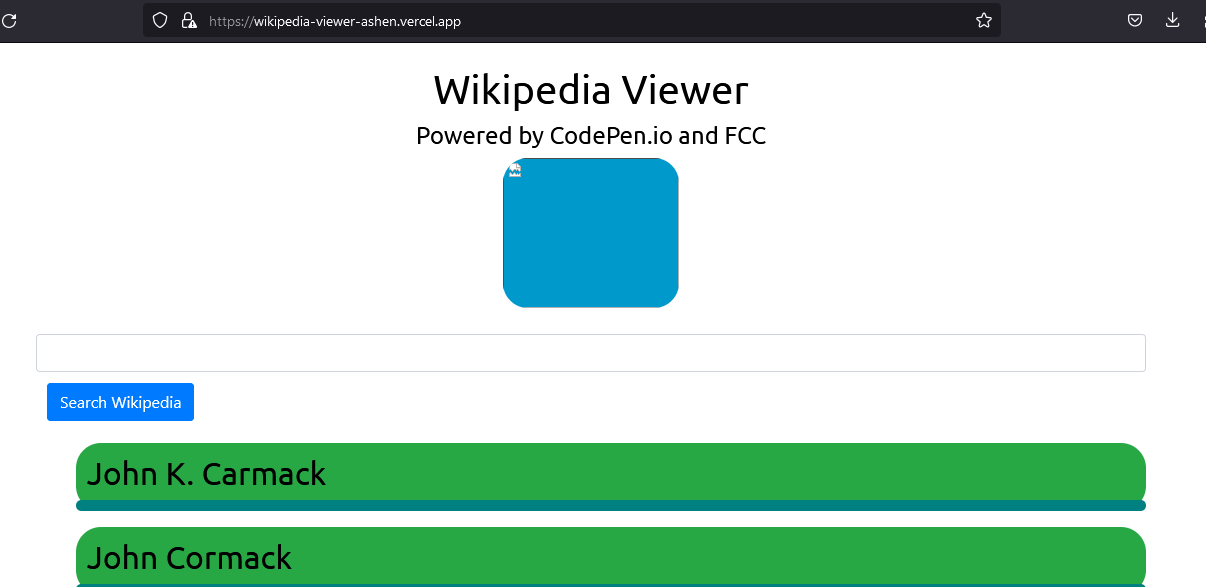 https://wikipedia-viewer-ashen.vercel.app
Wikipedia Viewer
Powered by CodePen.io and FCC
Search Wikipedia
John K. Carmack
John Cormack